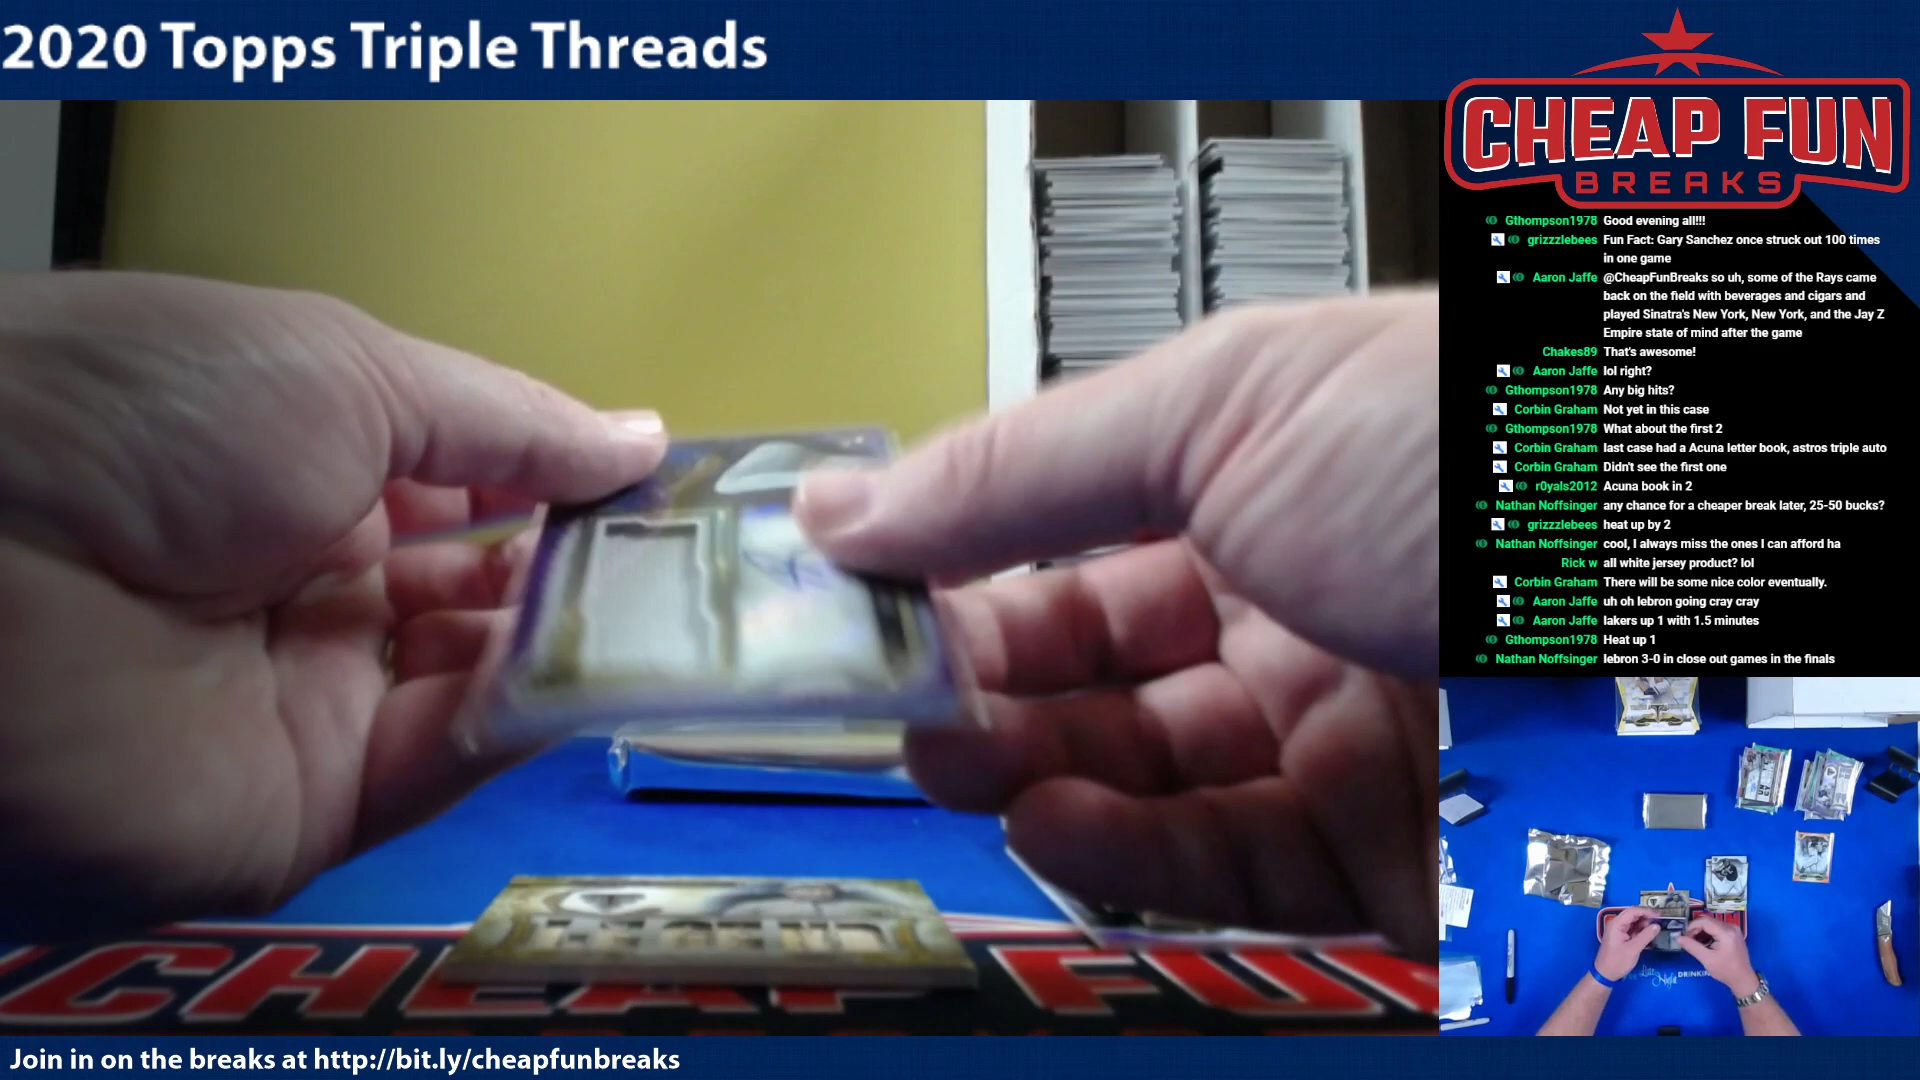 2020 Topps Triple Threads
CHEAP FUN
BREAKS
Gthompson1978 Good evening all!!!
grizzzlebees Fun Fact: Gary Sanchez once struck out 100 times
in one game
Aaron Jaffe @CheapFunBreaks so uh, some of the Rays came
back on the field with beverages and cigars and
played Sinatra's New York, New York, and the Jay Z
Empire state of mind after the game
Chakes89 That's awesome!
Aaron Jaffe lol right?
Gthompson1978 Any big hits?
Corbin Graham Not yet in this case
Gthompson1978 What about the first 2
Corbin Graham last case had a Acuna letter book, astros triple auto
Corbin Graham Didn't see the first one
r0yals2012 Acuna book in 2
Nathan Noffsinger any chance for a cheaper break later, 25-50 bucks?
grizzzlebees heat up by 2
Nathan Noffsinger cool, I always miss the ones I can afford ha
Rick w all white jersey product? lol
Corbin Graham There will be some nice color eventually.
Aaron Jaffe uh oh lebron going cray cray
Aaron Jaffe lakers up 1 with 1.5 minutes
Gthompson1978 Heat up 1
Nathan Noffsinger lebron 3-0 in close out games in the finals
CHEAP FUN
DRINKIN
Join in on the breaks at http://bit.ly/cheapfunbreaks